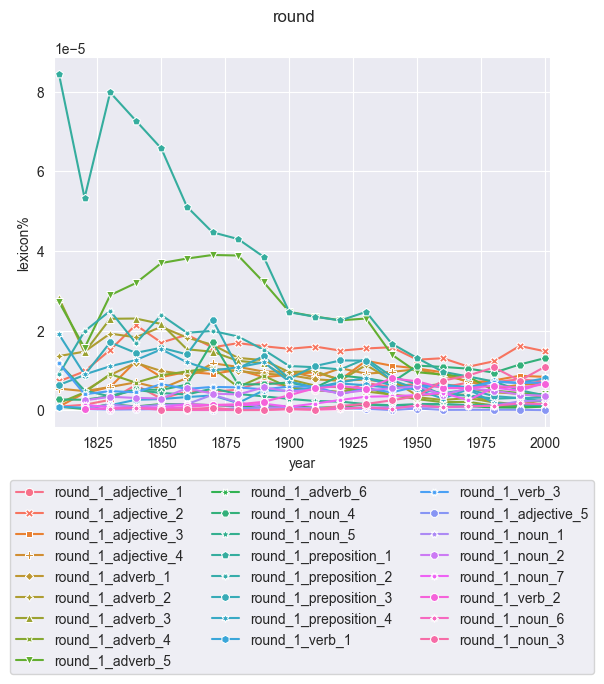 round
1e−5
8
6
4
2
0
lexicon%
1825 1850 1875 1900 1925 1950 1975 2000
year
round_1_adjective_1 round_1_adverb_6 round_1_verb_3
round_1_adjective_2 round_1_noun_4 round_1_adjective_5
round_1_adjective_3 round_1_noun_5 round_1_noun_1
round_1_adjective_4 round_1_preposition_1 round_1_noun_2
round_1_adverb_1 round_1_preposition_2 round_1_noun_7
round_1_adverb_2 round_1_preposition_3 round_1_verb_2
round_1_adverb_3 round_1_preposition_4 round_1_noun_6
round_1_adverb_4 round_1_verb_1 round_1_noun_3
round_1_adverb_5